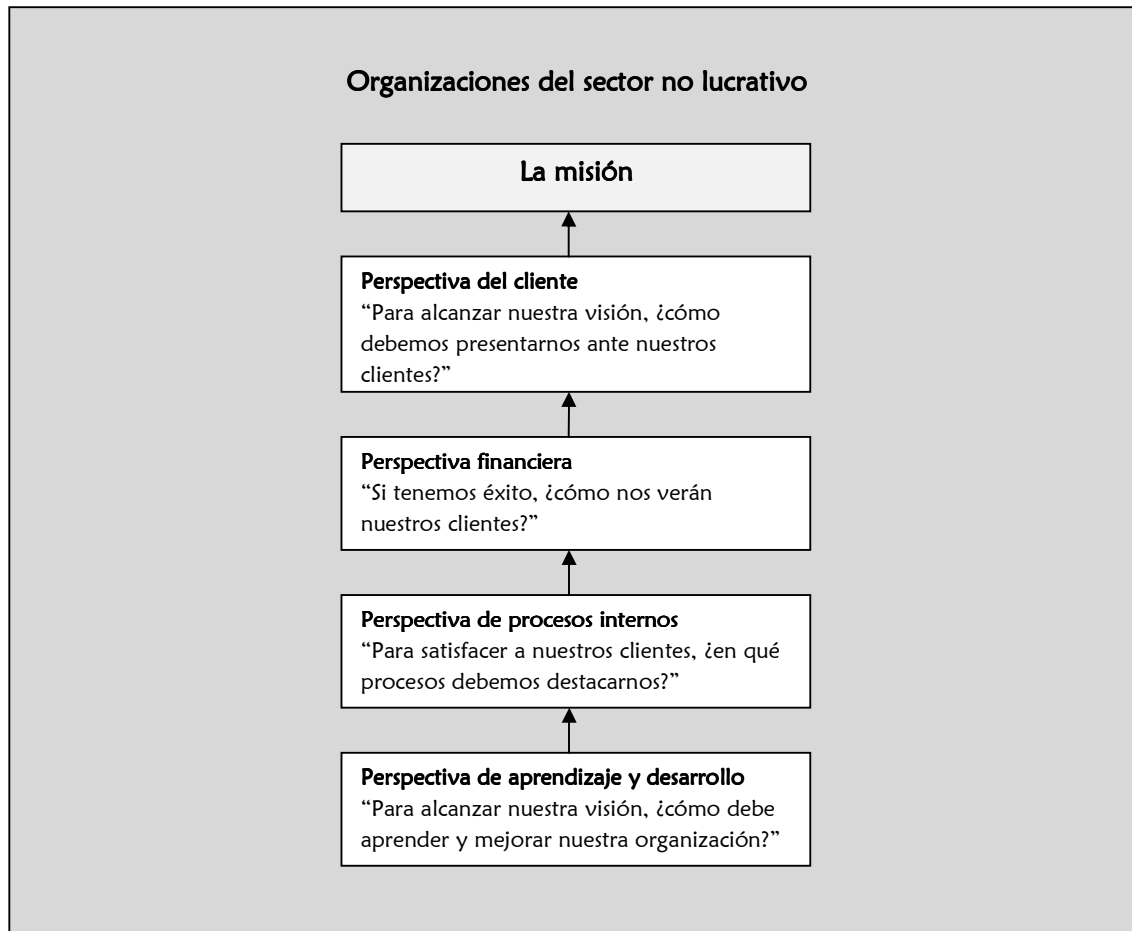 Organizaciones del sector no lucrativo
La misión
Perspectiva del cliente
“Para alcanzar nuestra visión, ¿cómo
debemos presentarnos ante nuestros
clientes?”
Perspectiva financiera
“Si tenemos éxito, ¿cómo nos verán
nuestros clientes?”
Perspectiva de procesos internos
“Para satisfacer a nuestros clientes, ¿en qué
procesos debemos destacarnos?”
Perspectiva de aprendizaje y desarrollo
“Para alcanzar nuestra visión, ¿cómo debe
aprender y mejorar nuestra organización?”